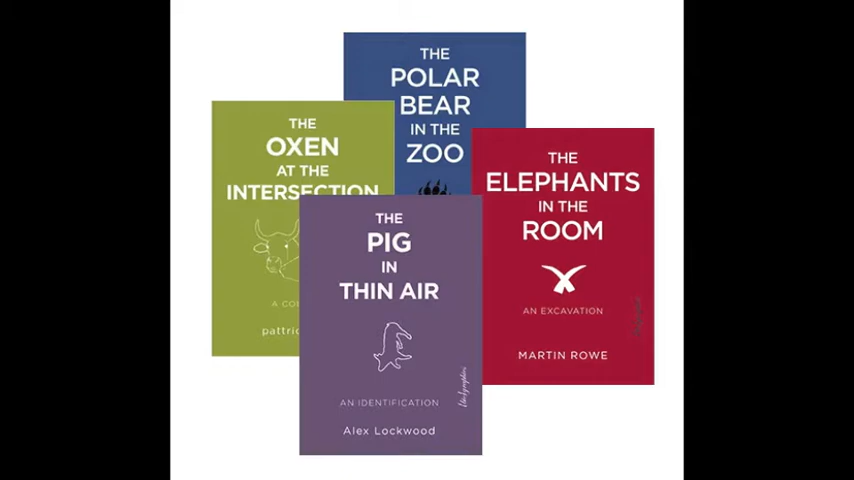 THE
POLAR
BEAR
IN THE
ZOO
THE
OXEN
AT THE
INTERSECTION
THE
ELEPHANTS
IN THE
ROOM
AN EXCAVATION
MARTIN ROWE
THE
PIG
IN
THIN AIR
AN IDENTIFICATION
Alex Lockwood
A